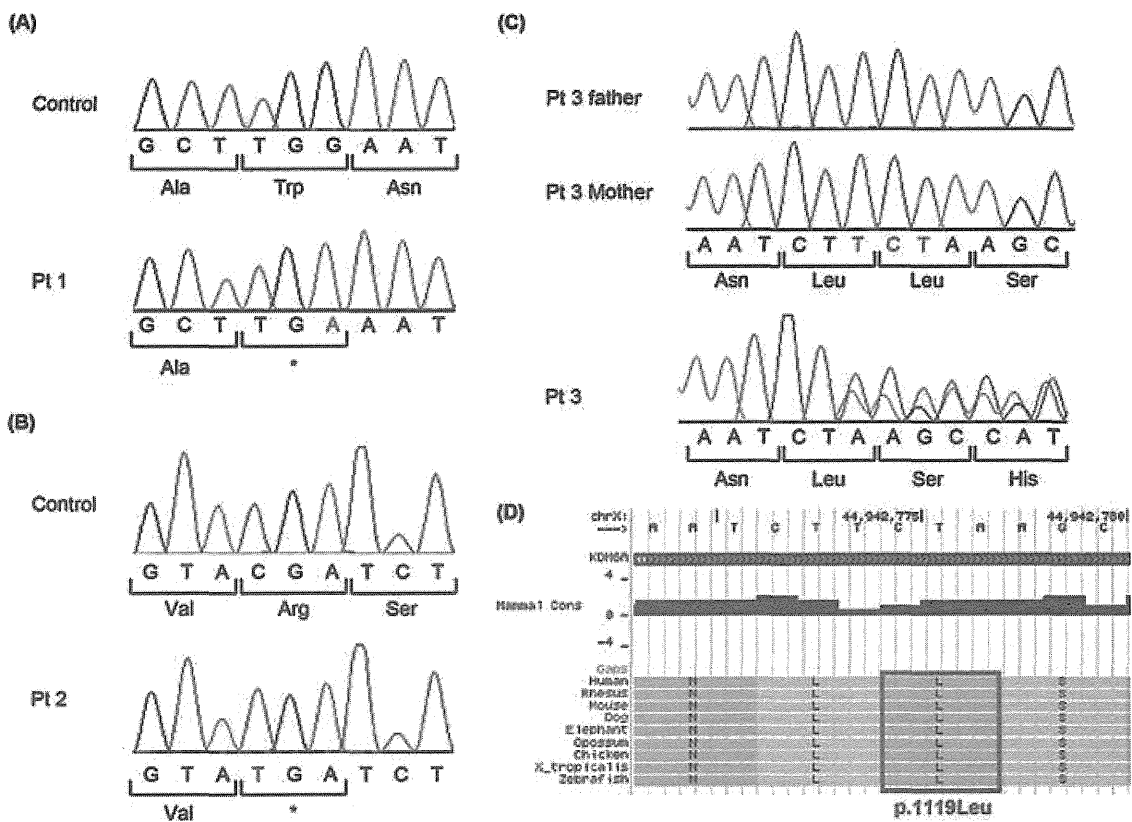 (A)
Control
G C T T G G A A T
Ala Trp Asn
Pt 1
G C T T G A A A T
Ala *
(B)
Control
G T A C G A T C T
Val Arg Ser
Pt 2
G T A T G A T C T
Val *
(C)
Pt 3 father
Pt 3 Mother
A A T C T T C T A A G C
Asn Leu Leu Ser
Pt 3
A A T C T A A G C C A T
Asn Leu Ser His
(D)
chrX: 44,942,775 44,942,780
---> A A T C T T C T A A G C
KDM6A
4
Mammal Cons
0
-4
Gaps
Human N L L S
Rhesus N L L S
Mouse N L L S
Dog N L L S
Elephant N L L S
Opossum N L L S
Chicken N L L S
X_tropicalis N L L S
Zebrafish N L L S
p.1119Leu